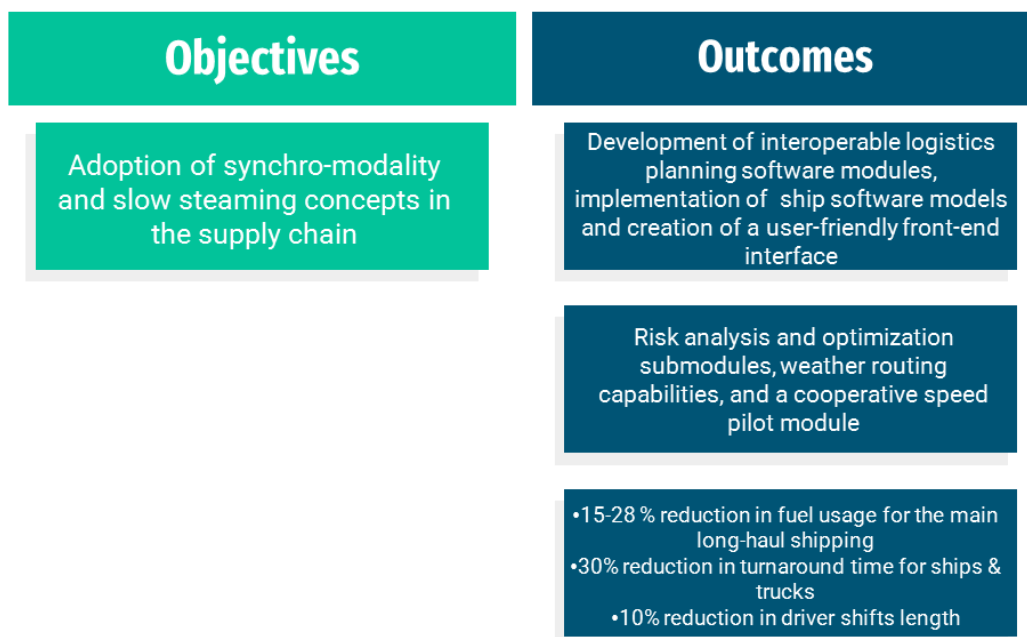 Objectives
Adoption of synchro-modality
and slow steaming concepts in
the supply chain
Outcomes
Development of interoperable logistics
planning software modules,
implementation of ship software models
and creation of a user-friendly front-end
interface
Risk analysis and optimization
submodules, weather routing
capabilities, and a cooperative speed
pilot module
•15-28 % reduction in fuel usage for the main
long-haul shipping
•30% reduction in turnaround time for ships &
trucks
•10% reduction in driver shifts length